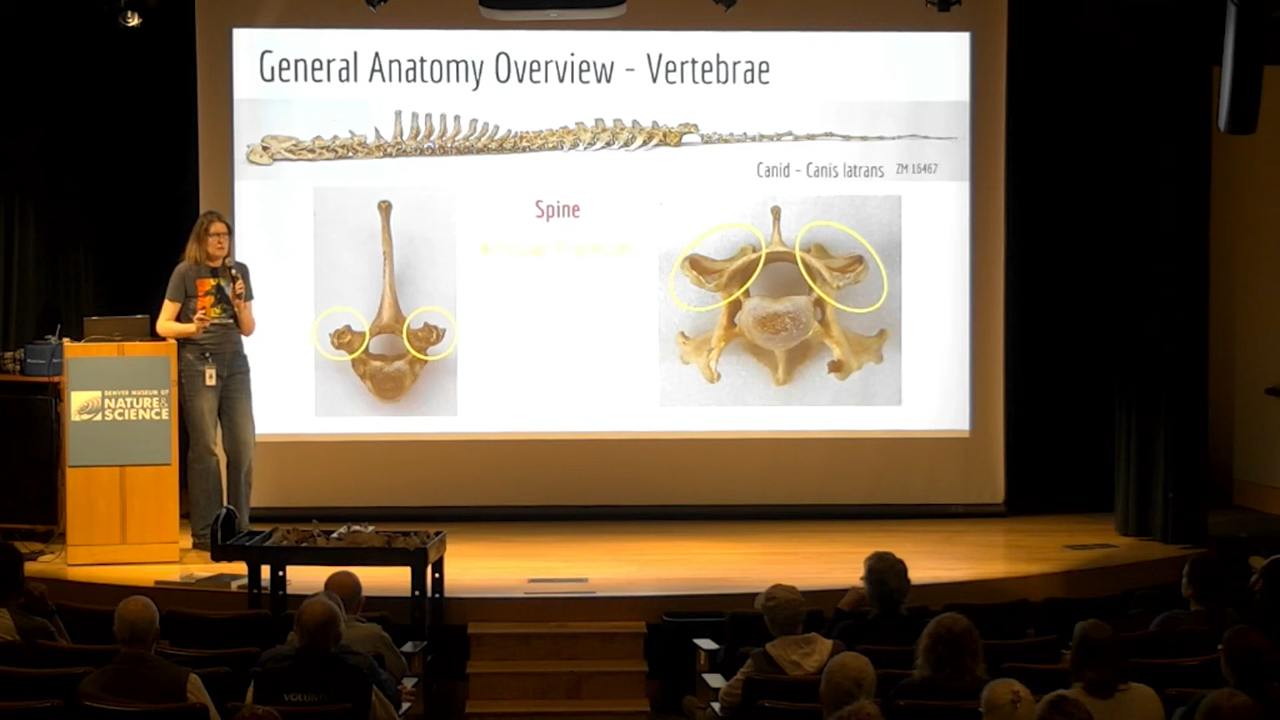 General Anatomy Overview - Vertebrae
Canid - Canis latrans ZM 16467
Spine
DENVER MUSEUM OF
NATURE &
SCIENCE